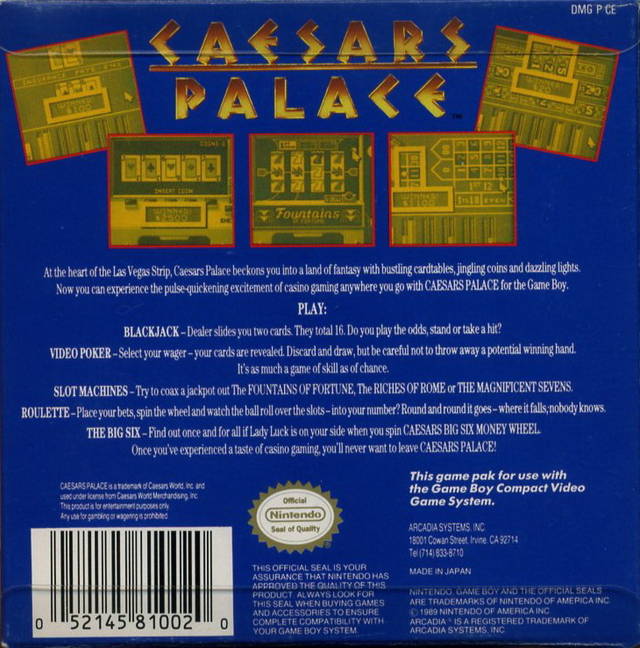 DMG P CE
CAESARS
PALACE
TM
INSERT COIN
WINNER!
$2500
Fountains
OF FORTUNE
WINNER!
$1100
1st 12
1to18 EVEN
At the heart of the Las Vegas Strip, Caesars Palace beckons you into a land of fantasy with bustling cardtables, jingling coins and dazzling lights.
Now you can experience the pulse-quickening excitement of casino gaming anywhere you go with CAESARS PALACE for the Game Boy.
PLAY:
BLACKJACK – Dealer slides you two cards. They total 16. Do you play the odds, stand or take a hit?
VIDEO POKER – Select your wager – your cards are revealed. Discard and draw, but be careful not to throw away a potential winning hand.
It's as much a game of skill as of chance.
SLOT MACHINES – Try to coax a jackpot out The FOUNTAINS OF FORTUNE, The RICHES OF ROME or THE MAGNIFICENT SEVENS.
ROULETTE – Place your bets, spin the wheel and watch the ball roll over the slots – into your number? Round and round it goes – where it falls, nobody knows.
THE BIG SIX – Find out once and for all if Lady Luck is on your side when you spin CAESARS BIG SIX MONEY WHEEL.
Once you've experienced a taste of casino gaming, you'll never want to leave CAESARS PALACE!
CAESARS PALACE is a trademark of Caesars World, Inc. and
used under license from Caesars World Merchandising, Inc.
This product is for entertainment purposes only.
Any use for gambling or wagering is prohibited
0 52145 81002 0
Official
Nintendo
Seal of Quality
THIS OFFICIAL SEAL IS YOUR
ASSURANCE THAT NINTENDO HAS
APPROVED THE QUALITY OF THIS
PRODUCT. ALWAYS LOOK FOR
THIS SEAL WHEN BUYING GAMES
AND ACCESSORIES TO ENSURE
COMPLETE COMPATIBILITY WITH
YOUR GAME BOY SYSTEM.
This game pak for use with
the Game Boy Compact Video
Game System.
ARCADIA SYSTEMS, INC.
18001 Cowan Street, Irvine, CA 92714
Tel (714) 833-8710
MADE IN JAPAN
NINTENDO, GAME BOY AND THE OFFICIAL SEALS
ARE TRADEMARKS OF NINTENDO OF AMERICA INC.
© 1989 NINTENDO OF AMERICA INC.
ARCADIA ® IS A REGISTERED TRADEMARK OF
ARCADIA SYSTEMS, INC